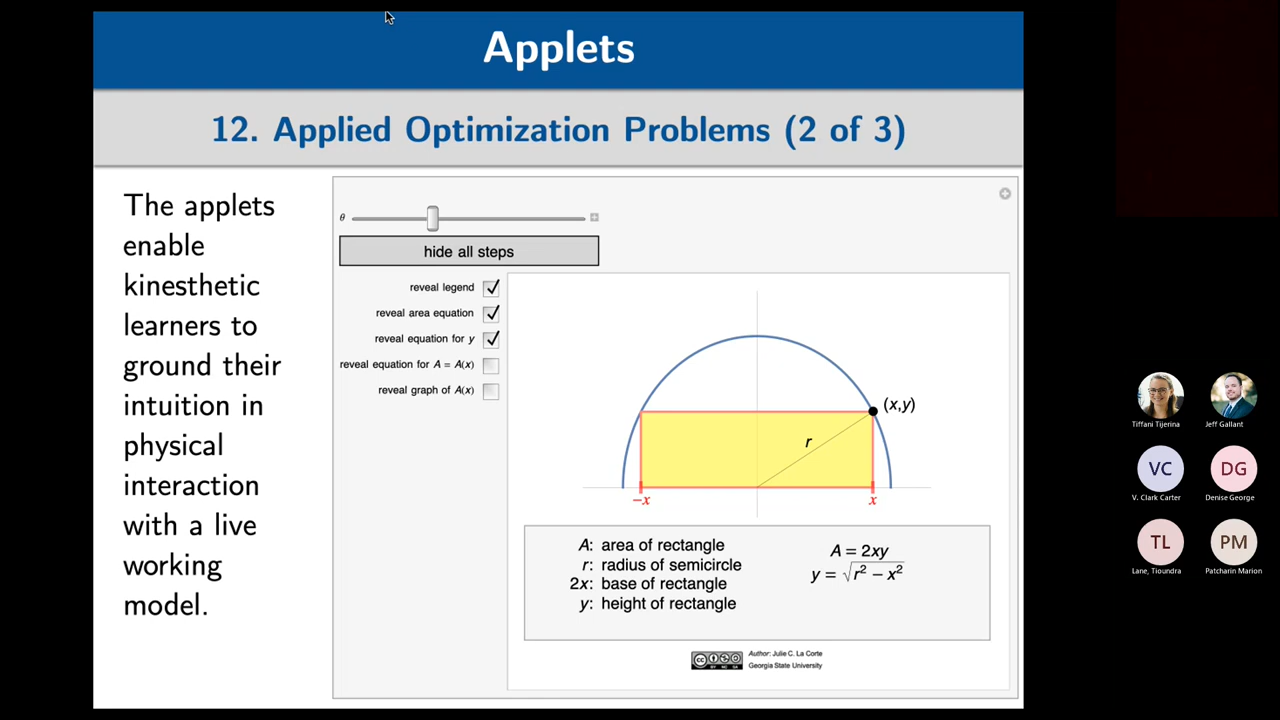 Applets
12. Applied Optimization Problems (2 of 3)
The applets
enable
kinesthetic
learners to
ground their
intuition in
physical
interaction
with a live
working
model.
θ
hide all steps
reveal legend
reveal area equation
reveal equation for y
reveal equation for A = A(x)
reveal graph of A(x)
(x,y)
r
−x
x
A: area of rectangle
r: radius of semicircle
2x: base of rectangle
y: height of rectangle
A = 2xy
y = √(r² − x²)
Author: Julie C. La Corte
Georgia State University
cc
BY NC SA
Tiffani Tijerina
Jeff Gallant
VC
V. Clark Carter
DG
Denise George
TL
Lane, Tioundra
PM
Patcharin Marion